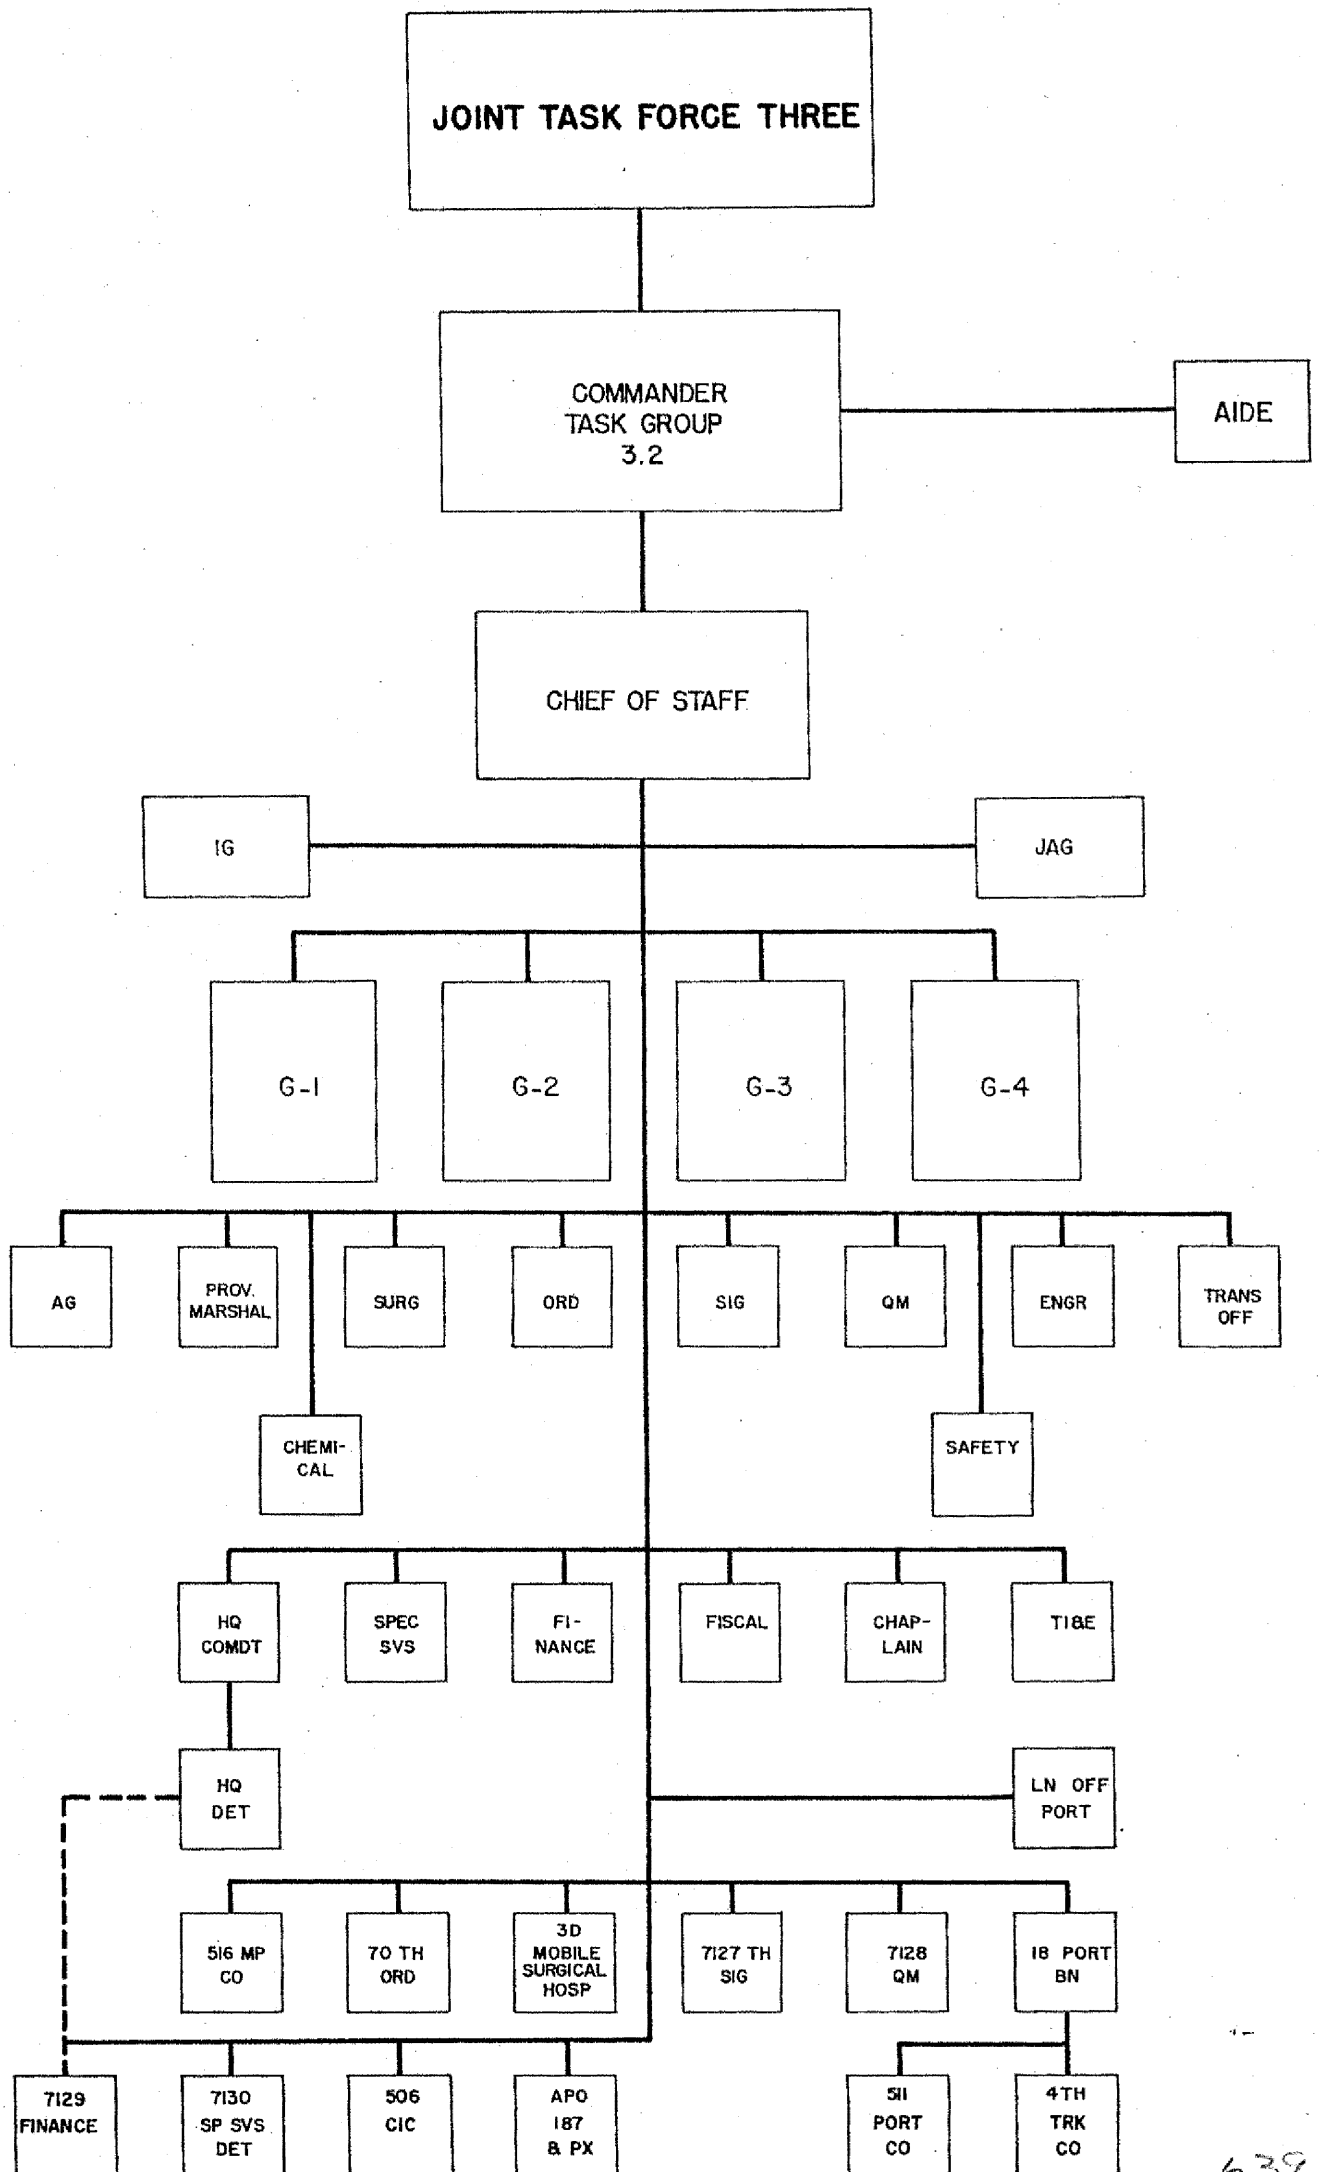 JOINT TASK FORCE THREE
COMMANDER
TASK GROUP
3.2
AIDE
CHIEF OF STAFF
IG
JAG
G-1
G-2
G-3
G-4
AG
PROV.
MARSHAL
SURG
ORD
SIG
QM
ENGR
TRANS
OFF
CHEMI-
CAL
SAFETY
HQ
COMDT
SPEC
SVS
FI-
NANCE
FISCAL
CHAP-
LAIN
TI&E
HQ
DET
LN OFF
PORT
516 MP
CO
70 TH
ORD
3D
MOBILE
SURGICAL
HOSP
7127 TH
SIG
7128
QM
18 PORT
BN
7129
FINANCE
7130
SP SVS
DET
506
CIC
APO
187
& PX
511
PORT
CO
4TH
TRK
CO